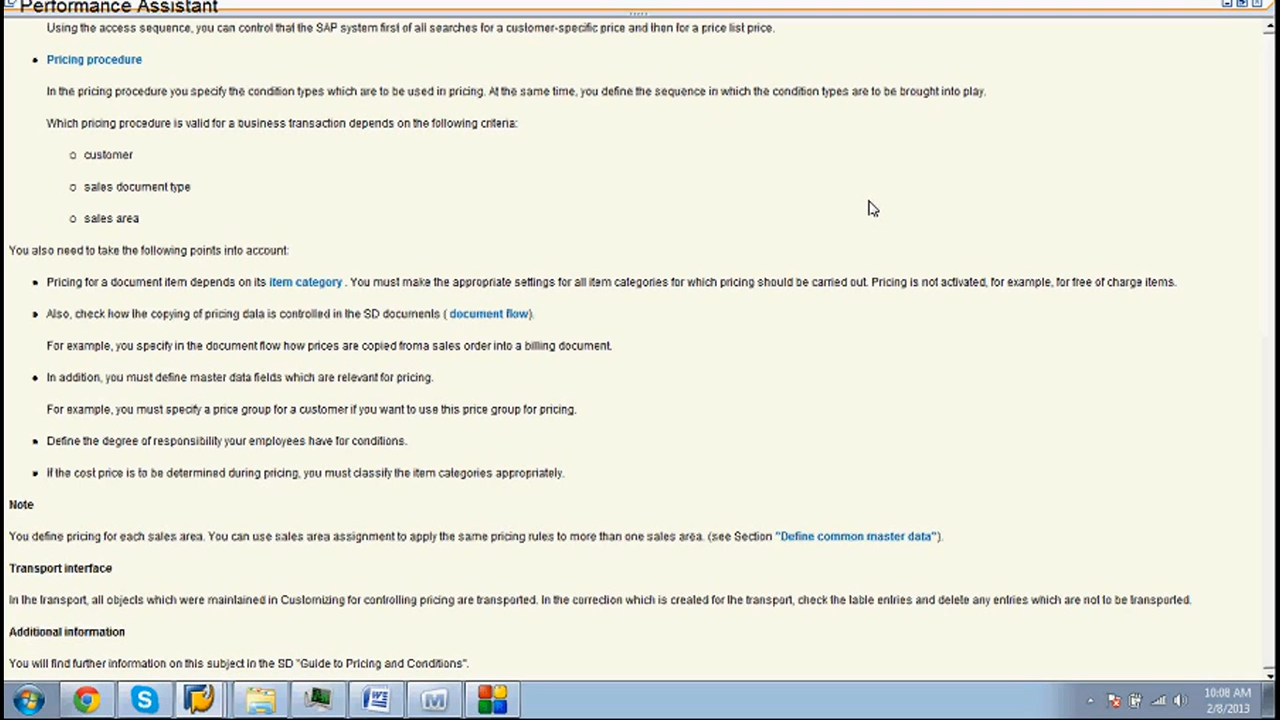 Performance Assistant
Using the access sequence, you can control that the SAP system first of all searches for a customer-specific price and then for a price list price.
Pricing procedure
In the pricing procedure you specify the condition types which are to be used in pricing. At the same time, you define the sequence in which the condition types are to be brought into play.
Which pricing procedure is valid for a business transaction depends on the following criteria:
customer
sales document type
sales area
You also need to take the following points into account:
Pricing for a document item depends on its item category . You must make the appropriate settings for all item categories for which pricing should be carried out. Pricing is not activated, for example, for free of charge items.
Also, check how the copying of pricing data is controlled in the SD documents ( document flow).
For example, you specify in the document flow how prices are copied froma sales order into a billing document.
In addition, you must define master data fields which are relevant for pricing.
For example, you must specify a price group for a customer if you want to use this price group for pricing.
Define the degree of responsibility your employees have for conditions.
If the cost price is to be determined during pricing, you must classify the item categories appropriately.
Note
You define pricing for each sales area. You can use sales area assignment to apply the same pricing rules to more than one sales area. (see Section "Define common master data").
Transport interface
In the transport, all objects which were maintained in Customizing for controlling pricing are transported. In the correction which is created for the transport, check the table entries and delete any entries which are not to be transported.
Additional information
You will find further information on this subject in the SD "Guide to Pricing and Conditions".
10:08 AM
2/8/2013